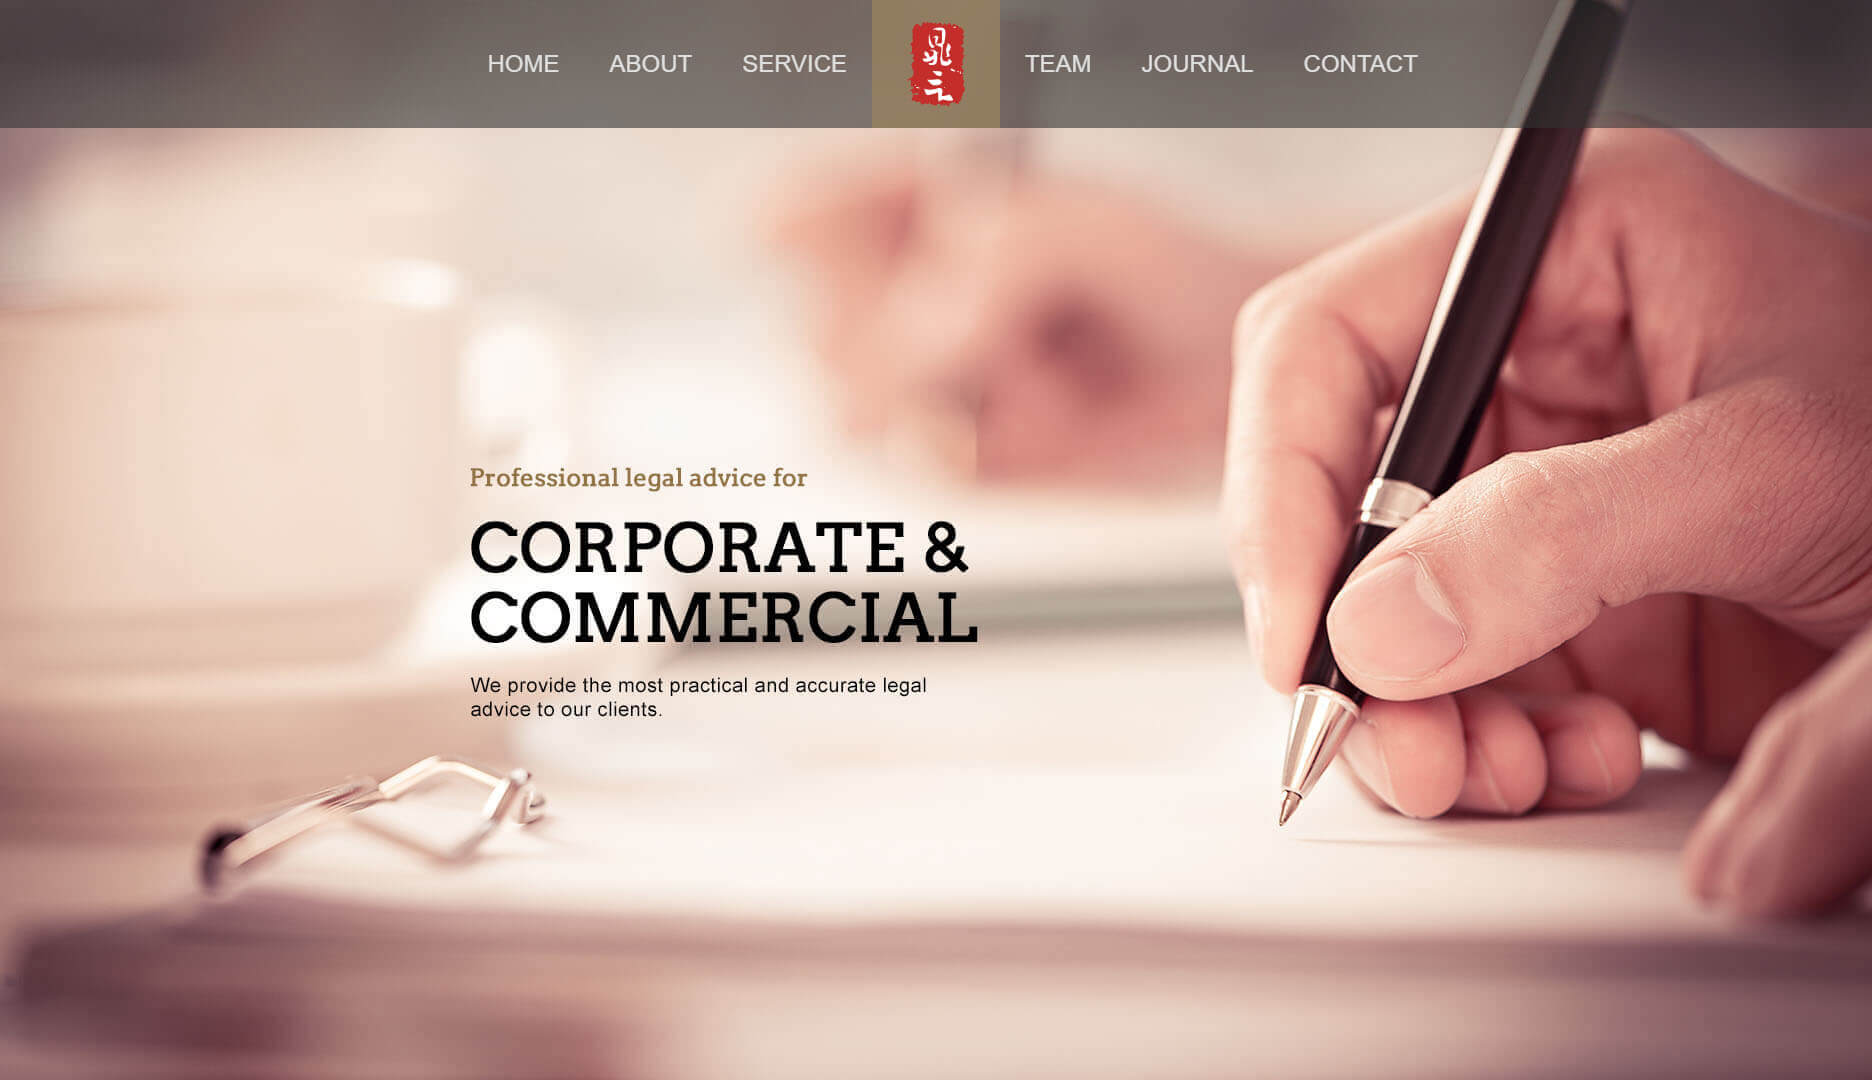 HOME ABOUT SERVICE TEAM JOURNAL CONTACT
Professional legal advice for
CORPORATE &
COMMERCIAL
We provide the most practical and accurate legal
advice to our clients.